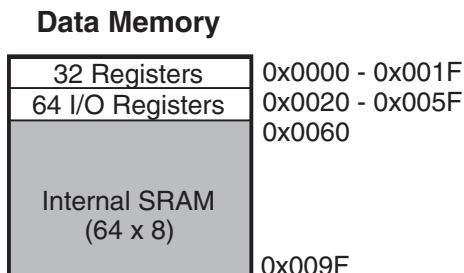 Data Memory
32 Registers 0x0000 - 0x001F
64 I/O Registers 0x0020 - 0x005F
0x0060
Internal SRAM
(64 x 8)
0x009F